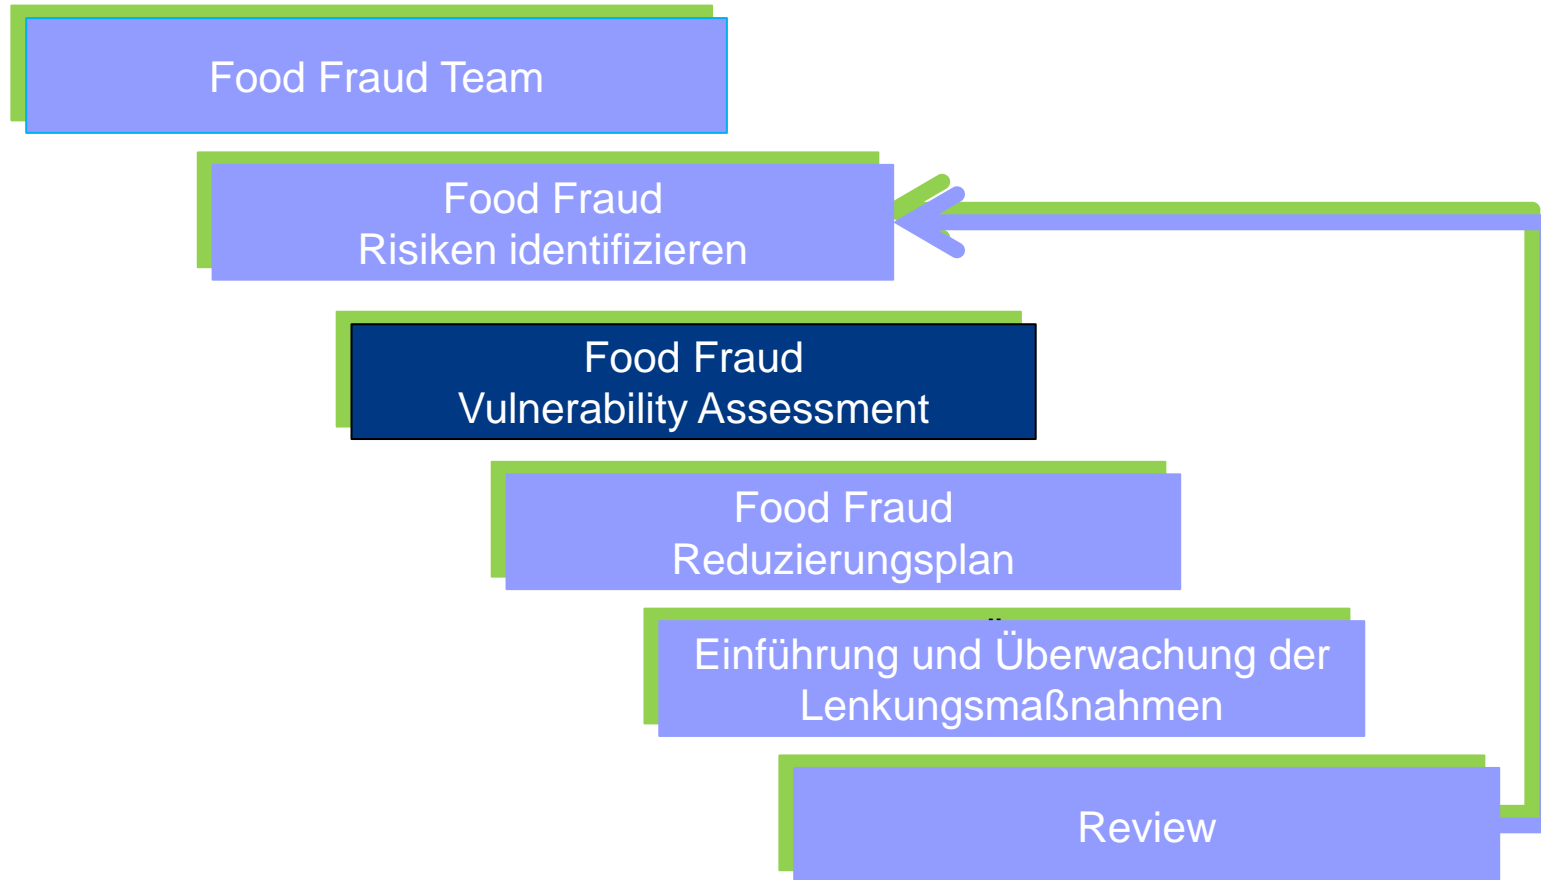 Food Fraud Team
Food Fraud
Risiken identifizieren
Food Fraud
Vulnerability Assessment
Food Fraud
Reduzierungsplan
Einführung und Überwachung der
Lenkungsmaßnahmen
Review